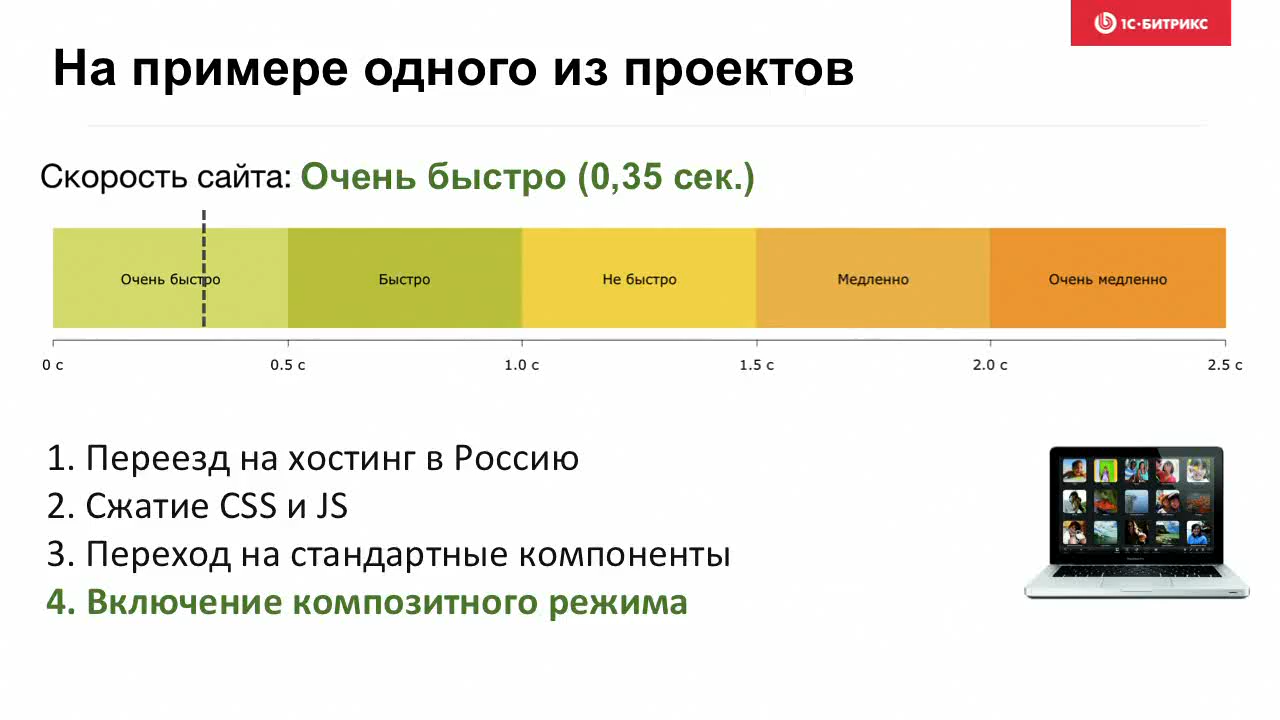 1С-БИТРИКС
На примере одного из проектов
Скорость сайта: Очень быстро (0,35 сек.)
Очень быстро Быстро Не быстро Медленно Очень медленно
0 с 0.5 с 1.0 с 1.5 с 2.0 с 2.5 с
1. Переезд на хостинг в Россию
2. Сжатие CSS и JS
3. Переход на стандартные компоненты
4. Включение композитного режима